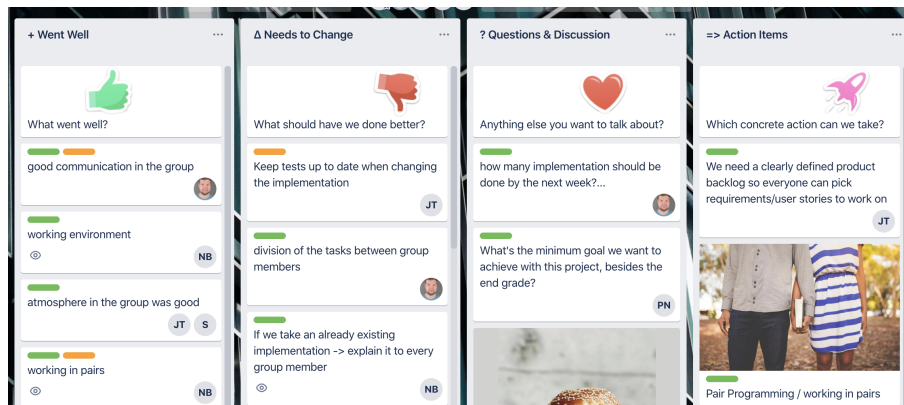 + Went Well
...
What went well?
good communication in the group
working environment
NB
atmosphere in the group was good
JT S
working in pairs
NB
Δ Needs to Change
...
What should have we done better?
Keep tests up to date when changing
the implementation
JT
division of the tasks between group
members
If we take an already existing
implementation -> explain it to every
group member
NB
? Questions & Discussion
...
Anything else you want to talk about?
how many implementation should be
done by the next week?...
What's the minimum goal we want to
achieve with this project, besides the
end grade?
PN
=> Action Items
...
Which concrete action can we take?
We need a clearly defined product
backlog so everyone can pick
requirements/user stories to work on
JT
Pair Programming / working in pairs